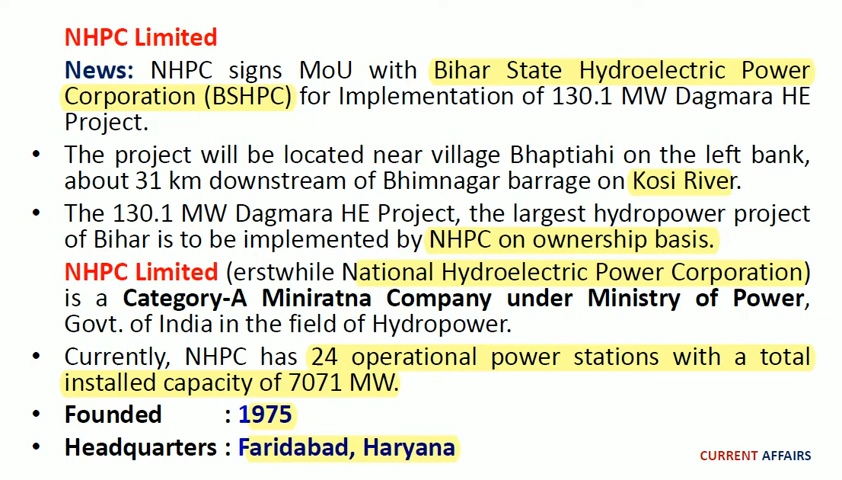 NHPC Limited
News: NHPC signs MoU with Bihar State Hydroelectric Power
Corporation (BSHPC) for Implementation of 130.1 MW Dagmara HE
Project.
• The project will be located near village Bhaptiahi on the left bank,
about 31 km downstream of Bhimnagar barrage on Kosi River.
• The 130.1 MW Dagmara HE Project, the largest hydropower project
of Bihar is to be implemented by NHPC on ownership basis.
NHPC Limited (erstwhile National Hydroelectric Power Corporation)
is a Category-A Miniratna Company under Ministry of Power,
Govt. of India in the field of Hydropower.
• Currently, NHPC has 24 operational power stations with a total
installed capacity of 7071 MW.
• Founded : 1975
• Headquarters : Faridabad, Haryana
CURRENT AFFAIRS